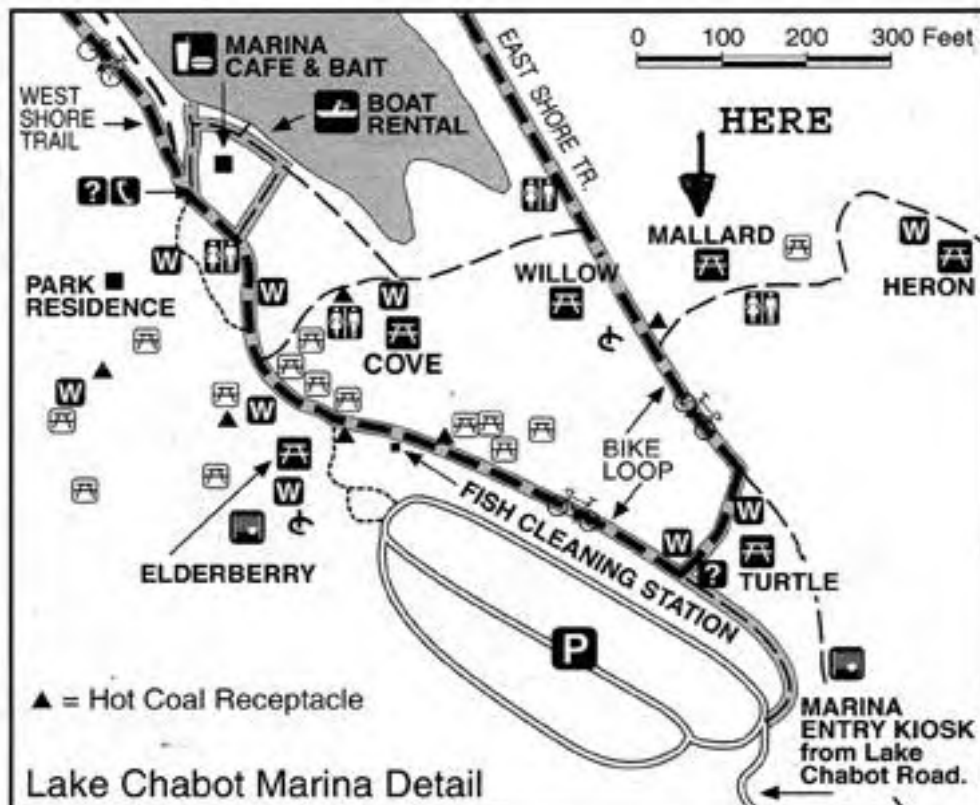 MARINA
CAFE & BAIT
0 100 200 300 Feet
EAST SHORE TR.
WEST
SHORE
TRAIL
BOAT
RENTAL
HERE
?
MALLARD
W
W
PARK
RESIDENCE
W
W
WILLOW
HERON
COVE
W
W
BIKE
LOOP
W
FISH CLEANING STATION
W
W
?
ELDERBERRY
TURTLE
P
▲ = Hot Coal Receptacle
MARINA
ENTRY KIOSK
from Lake
Chabot Road.
Lake Chabot Marina Detail